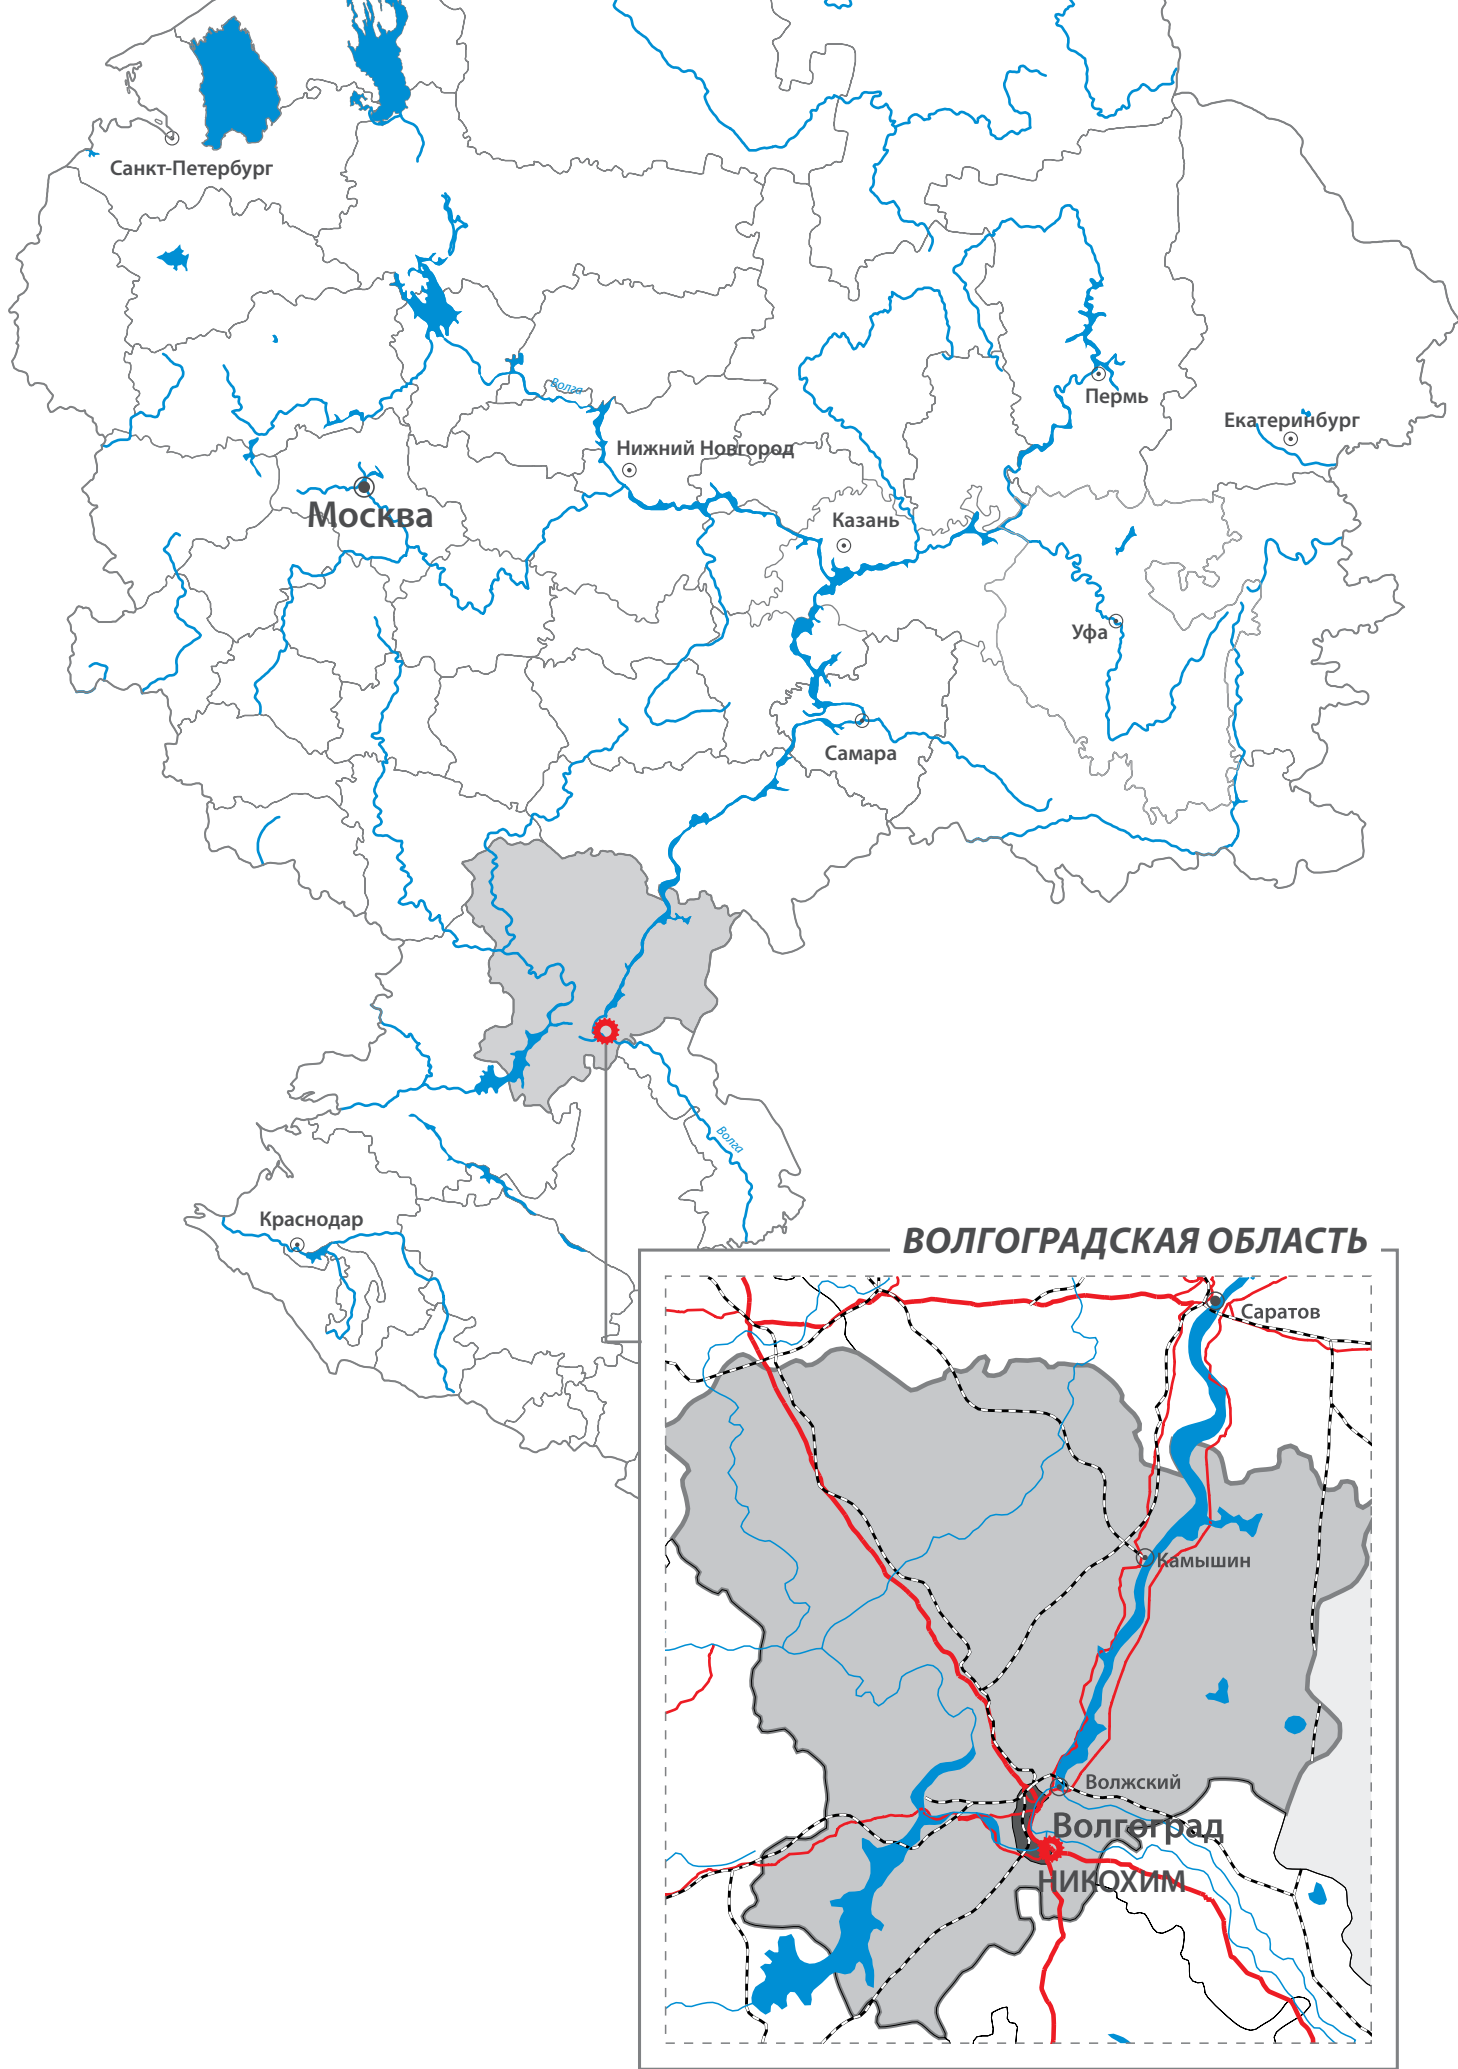 Санкт-Петербург
Волга
Пермь
Екатеринбург
Нижний Новгород
Москва
Казань
Уфа
Самара
Волга
Краснодар
ВОЛГОГРАДСКАЯ ОБЛАСТЬ
Саратов
Камышин
Волжский
Волгоград
НИКОХИМ